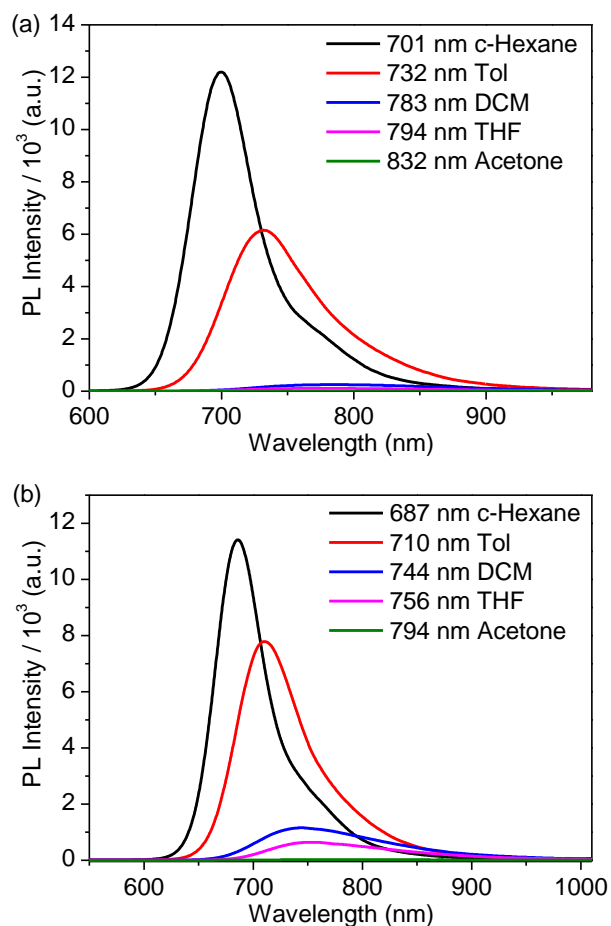 (a)
PL Intensity / 10³ (a.u.)
14
12
10
8
6
4
2
0
701 nm c-Hexane
732 nm Tol
783 nm DCM
794 nm THF
832 nm Acetone
600 700 800 900
Wavelength (nm)
(b)
PL Intensity / 10³ (a.u.)
12
10
8
6
4
2
0
687 nm c-Hexane
710 nm Tol
744 nm DCM
756 nm THF
794 nm Acetone
600 700 800 900 1000
Wavelength (nm)